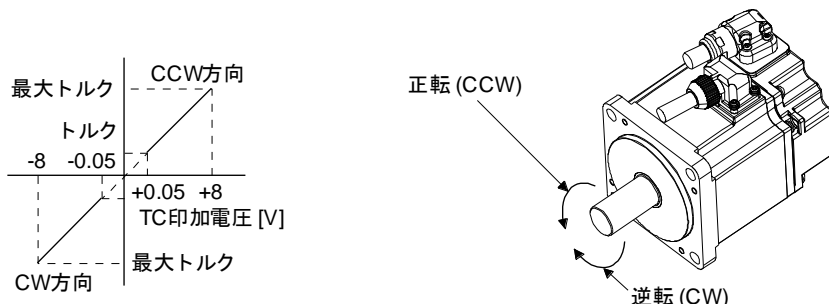 CCW方向
最大トルク
トルク
-8
-0.05
+0.05
+8
TC印加電圧 [V]
最大トルク
CW方向
正転 (CCW)
逆転 (CW)